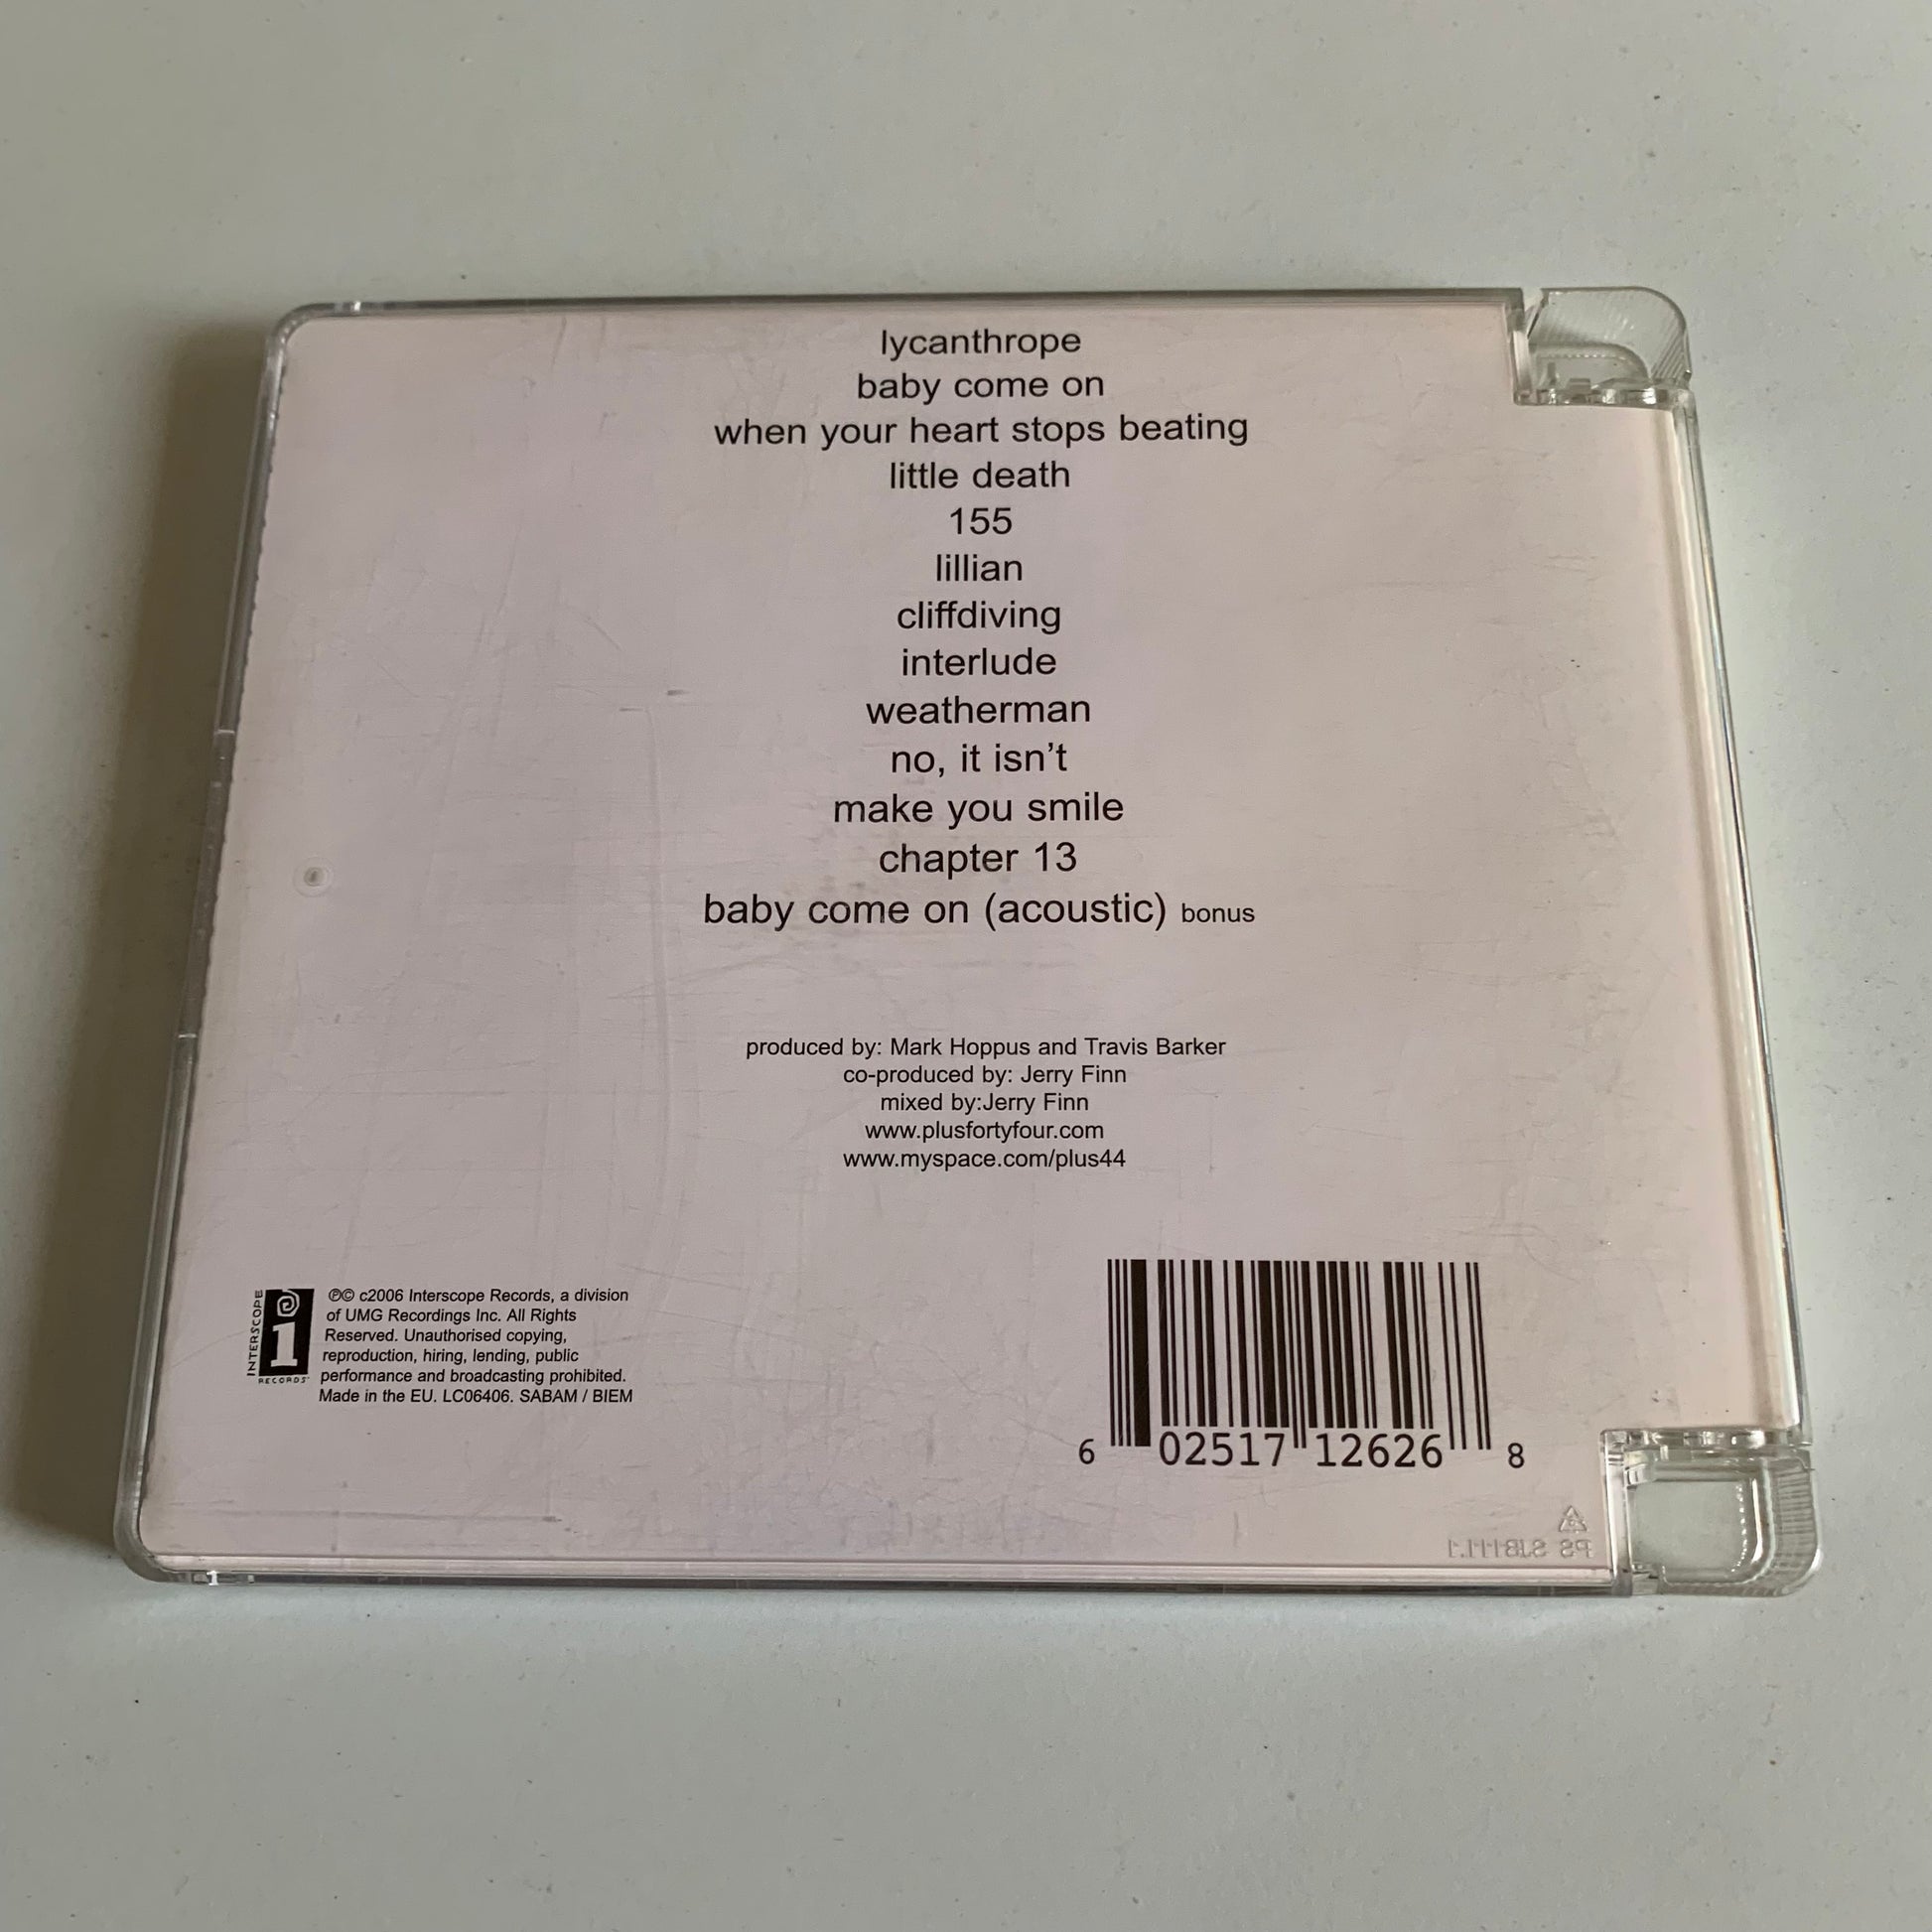 lycanthrope
baby come on
when your heart stops beating
little death
155
lillian
cliffdiving
interlude
weatherman
no, it isn’t
make you smile
chapter 13
baby come on (acoustic) bonus
produced by: Mark Hoppus and Travis Barker
co-produced by: Jerry Finn
mixed by:Jerry Finn
www.plusfortyfour.com
www.myspace.com/plus44
INTERSCOPE
RECORDS
℗© c2006 Interscope Records, a division
of UMG Recordings Inc. All Rights
Reserved. Unauthorised copying,
reproduction, hiring, lending, public
performance and broadcasting prohibited.
Made in the EU. LC06406. SABAM / BIEM
6 02517 12626 8
PS SJB111.1